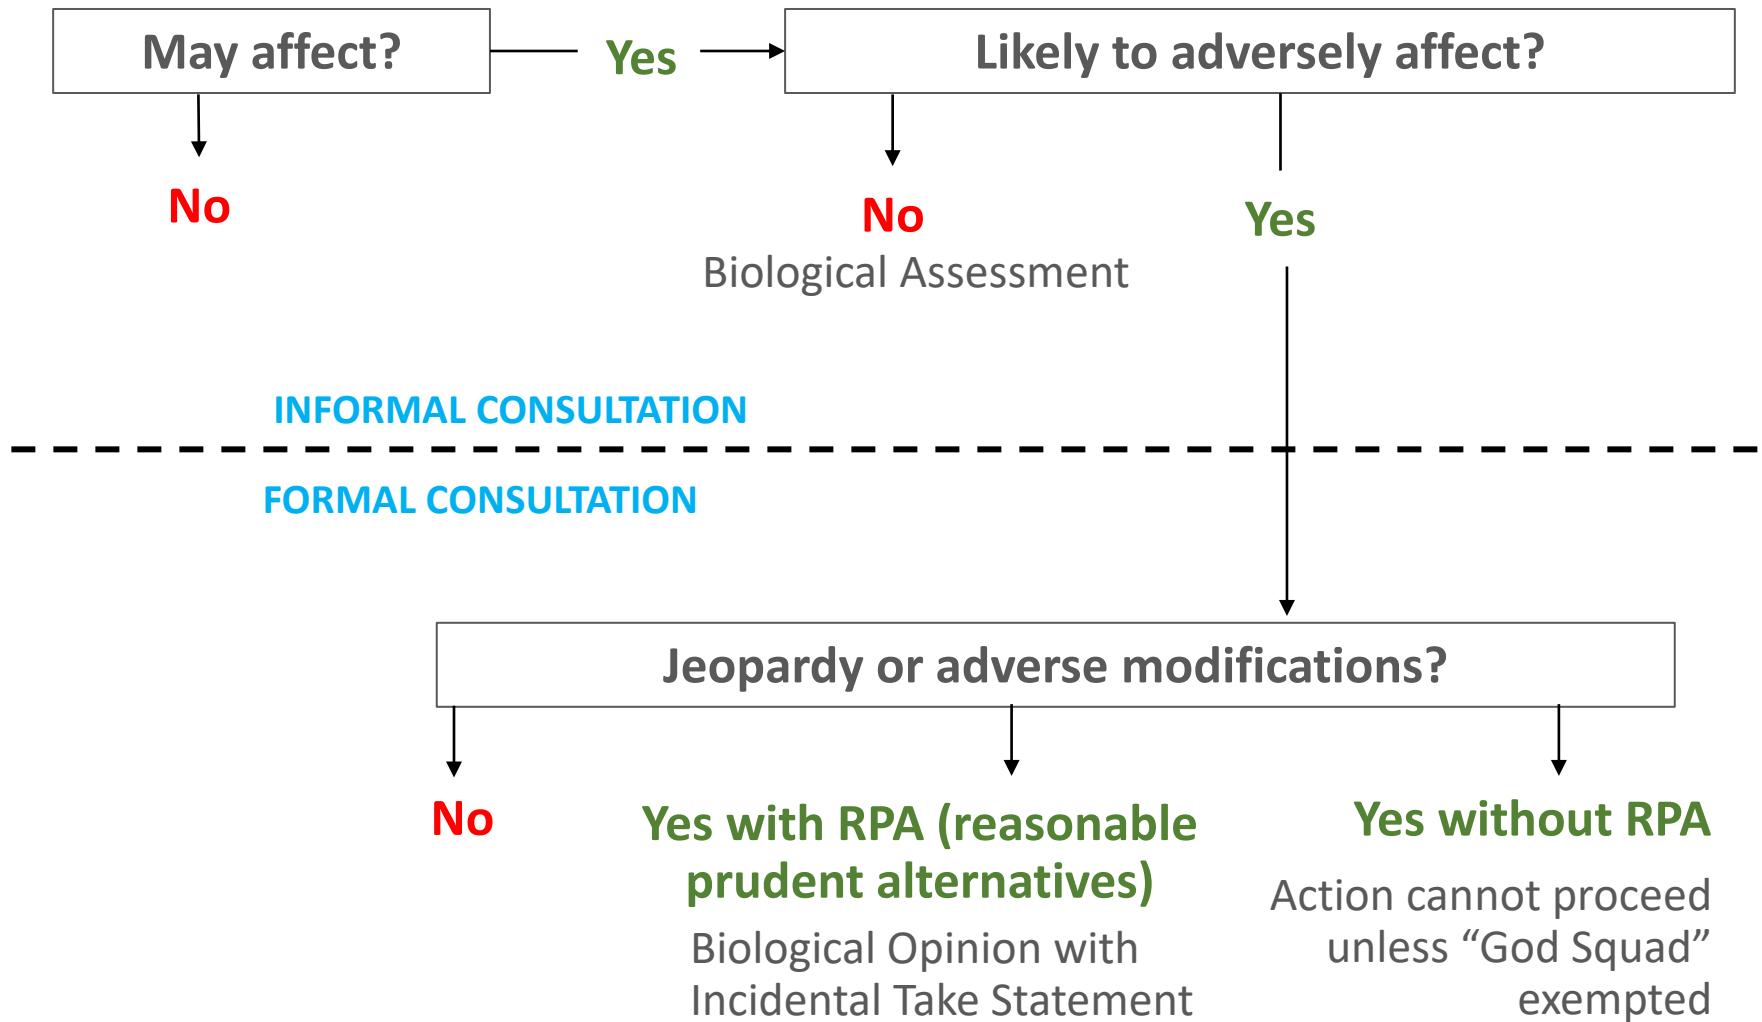 May affect?
Yes
Likely to adversely affect?
No
No
Yes
Biological Assessment
INFORMAL CONSULTATION
FORMAL CONSULTATION
Jeopardy or adverse modifications?
No
Yes with RPA (reasonable
prudent alternatives)
Biological Opinion with
Incidental Take Statement
Yes without RPA
Action cannot proceed
unless “God Squad”
exempted